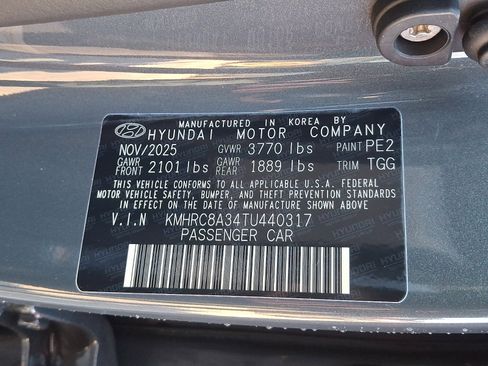 MANUFACTURED IN KOREA BY
HYUNDAI MOTOR COMPANY
NOV/2025 GVWR 3770 lbs PAINT PE2
GAWR FRONT 2101 lbs GAWR REAR 1889 lbs TRIM TGG
THIS VEHICLE CONFORMS TO ALL APPLICABLE U.S.A. FEDERAL
MOTOR VEHICLE SAFETY, BUMPER, AND THEFT PREVENTION
STANDARDS IN EFFECT ON THE DATE OF MANUFACTURE SHOWN ABOVE.
V.I.N KMHRC8A34TU440317
PASSENGER CAR